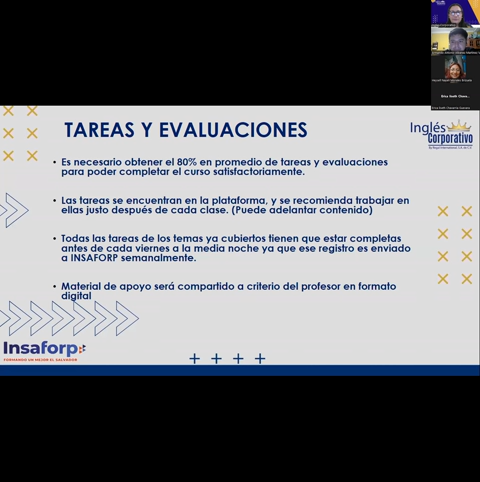 TAREAS Y EVALUACIONES
Inglés
Corporativo
• Es necesario obtener el 80% en promedio de tareas y evaluaciones
para poder completar el curso satisfactoriamente.
• Las tareas se encuentran en la plataforma, y se recomienda trabajar en
ellas justo después de cada clase. (Puede adelantar contenido)
• Todas las tareas de los temas ya cubiertos tienen que estar completas
antes de cada viernes a la media noche ya que ese registro es enviado
a INSAFORP semanalmente.
• Material de apoyo será compartido a criterio del profesor en formato
digital
Insaforp
FORMANDO UN MEJOR EL SALVADOR